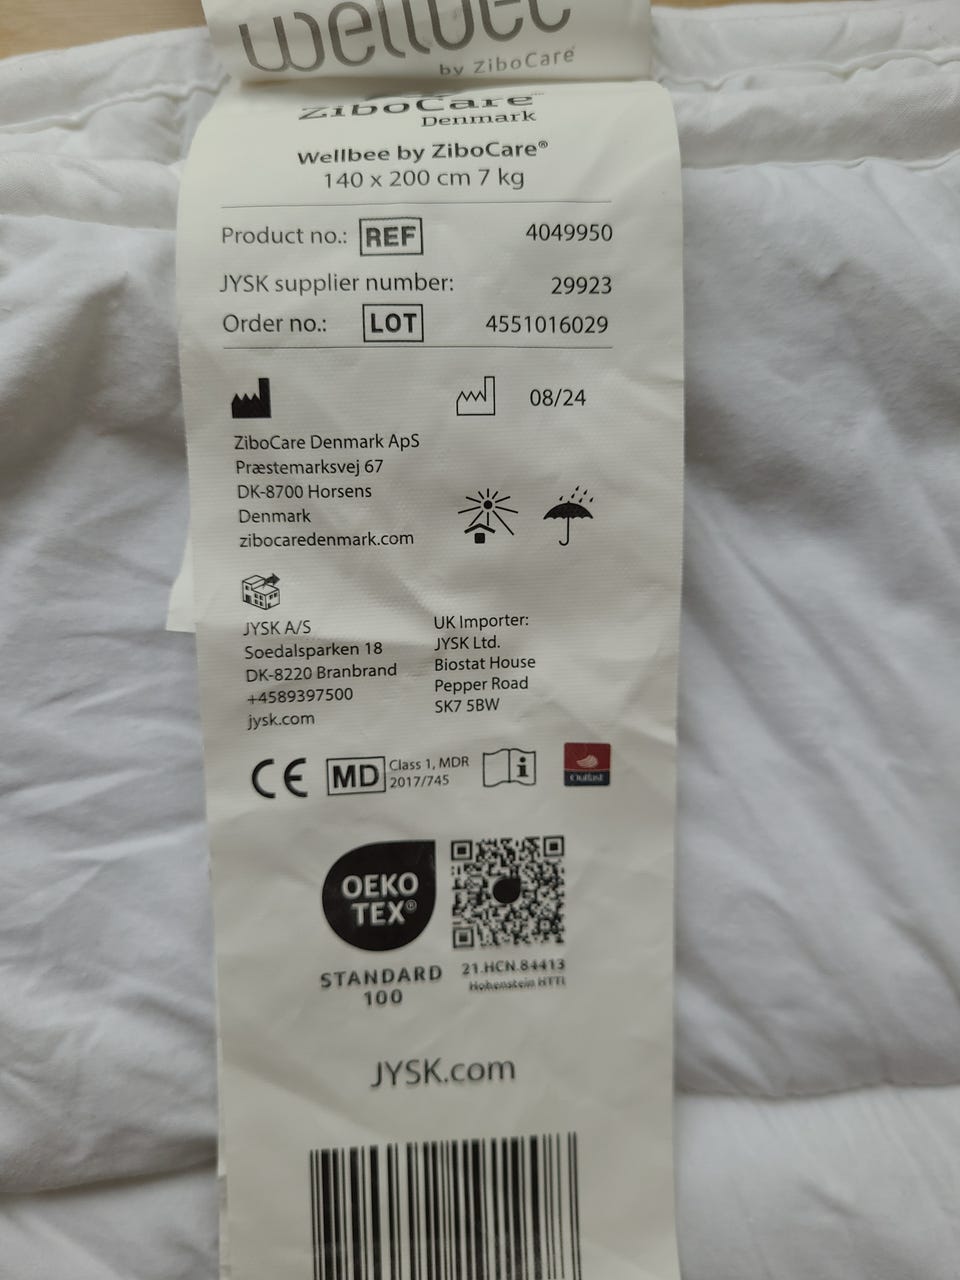 wellbee
by ZiboCare
ZiboCare
Denmark
Wellbee by ZiboCare®
140 x 200 cm 7 kg
Product no.: REF 4049950
JYSK supplier number: 29923
Order no.: LOT 4551016029
08/24
ZiboCare Denmark ApS
Præstemarksvej 67
DK-8700 Horsens
Denmark
zibocaredenmark.com
JYSK A/S
Soedalsparken 18
DK-8220 Branbrand
+4589397500
jysk.com
UK Importer:
JYSK Ltd.
Biostat House
Pepper Road
SK7 5BW
CE MD Class 1, MDR
2017/745
i
Outlast
OEKO
TEX®
STANDARD
100
21.HCN.84413
Hohenstein HTTI
JYSK.com